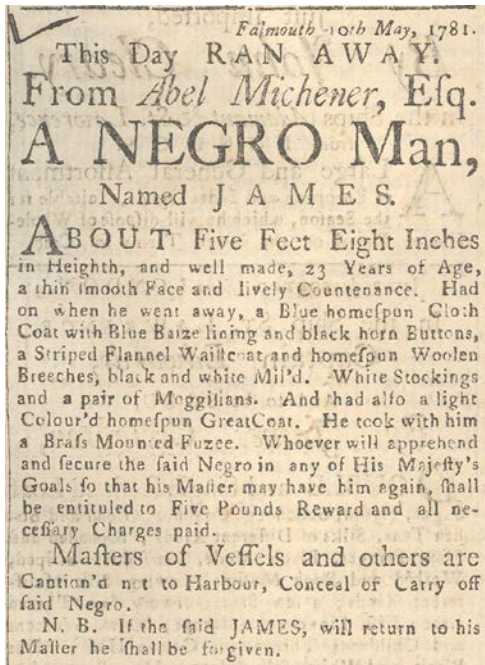 Falmouth 10th May, 1781.
This Day RAN AWAY.
From Abel Michener, Eſq.
A NEGRO Man,
Named JAMES.
ABOUT Five Feet Eight Inches
in Heighth, and well made, 23 Years of Age,
a thin ſmooth Face and lively Countenance. Had
on when he went away, a Blue homeſpun Cloth
Coat with Blue Baize lining and black horn Buttons,
a Striped Flannel Waiſtcoat and homeſpun Woolen
Breeches, black and white Mil'd. White Stockings
and a pair of Moggiſians. And had alſo a light
Colour'd homeſpun GreatCoat. He took with him
a Braſs Mounted Fuzee. Whoever will apprehend
and ſecure the ſaid Negro in any of His Majeſty's
Goals ſo that his Maſter may have him again, ſhall
be entituled to Five Pounds Reward and all ne-
ceſſary Charges paid.
Maſters of Veſſels and others are
Caution'd not to Harbour, Conceal or Carry off
ſaid Negro.
N. B. If the ſaid JAMES, will return to his
Maſter he ſhall be forgiven.